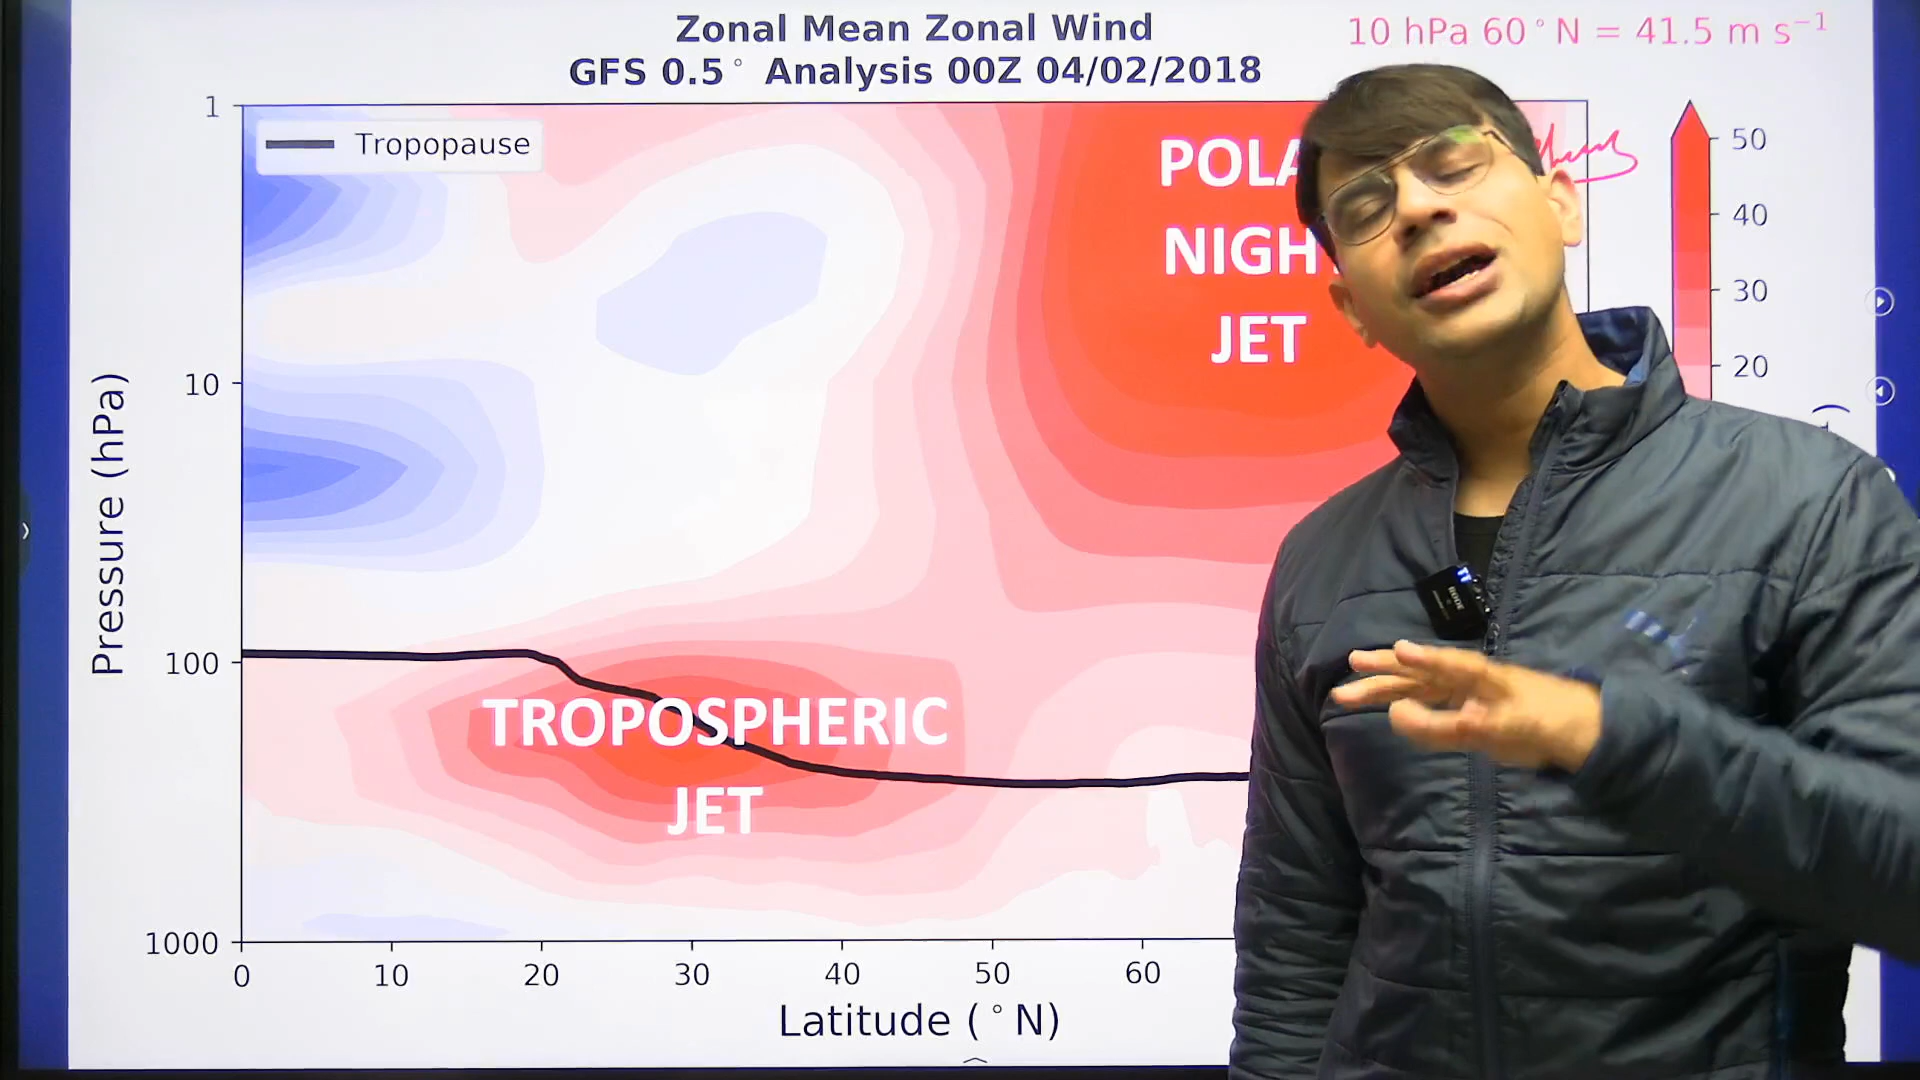 Zonal Mean Zonal Wind
10 hPa 60°N = 41.5 m s⁻¹
GFS 0.5° Analysis 00Z 04/02/2018
Tropopause
POLA
NIGH
JET
TROPOSPHERIC
JET
Pressure (hPa)
1
10
100
1000
0 10 20 30 40 50 60
Latitude (°N)
50
40
30
20
RODE